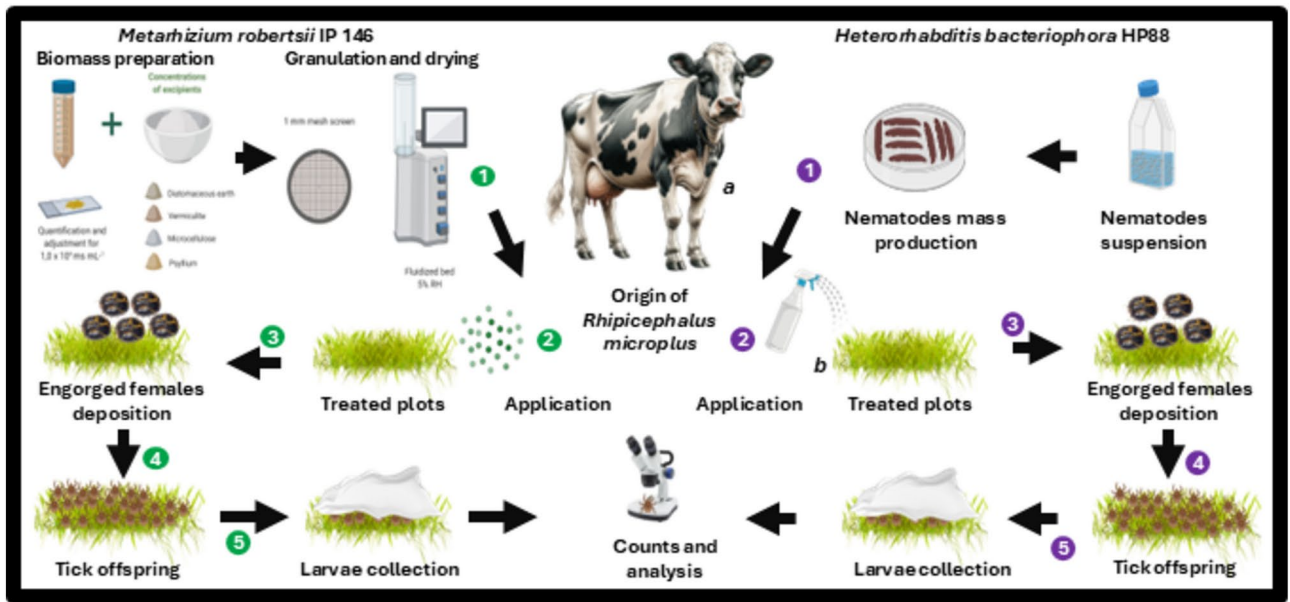 Metarhizium robertsii IP 146
Biomass preparation
Granulation and drying
Concentrations
of excipients
1 mm mesh screen
Diatomaceous earth
Vermiculite
Microcellulose
Psyllium
Quantification and
adjustment for
Fluidized bed
5% RH
1
a
Heterorhabditis bacteriophora HP88
1
Nematodes mass
production
Nematodes
suspension
Origin of
Rhipicephalus
microplus
2
Application
Treated plots
3
Engorged females
deposition
4
Tick offspring
5
Larvae collection
2
Application
b
Treated plots
3
Engorged females
deposition
4
Tick offspring
5
Larvae collection
Counts and
analysis